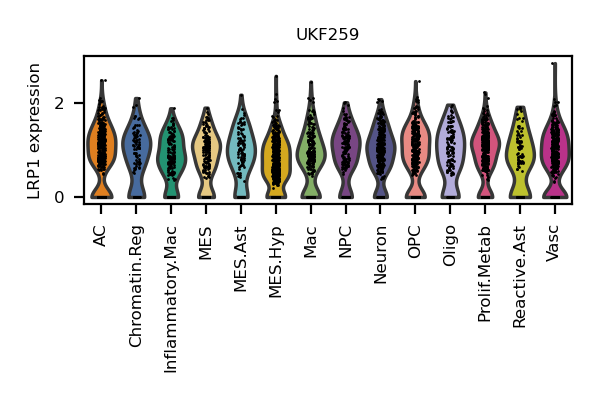 UKF259
LRP1 expression
2
0
AC
Chromatin.Reg
Inflammatory.Mac
MES
MES.Ast
MES.Hyp
Mac
NPC
Neuron
OPC
Oligo
Prolif.Metab
Reactive.Ast
Vasc